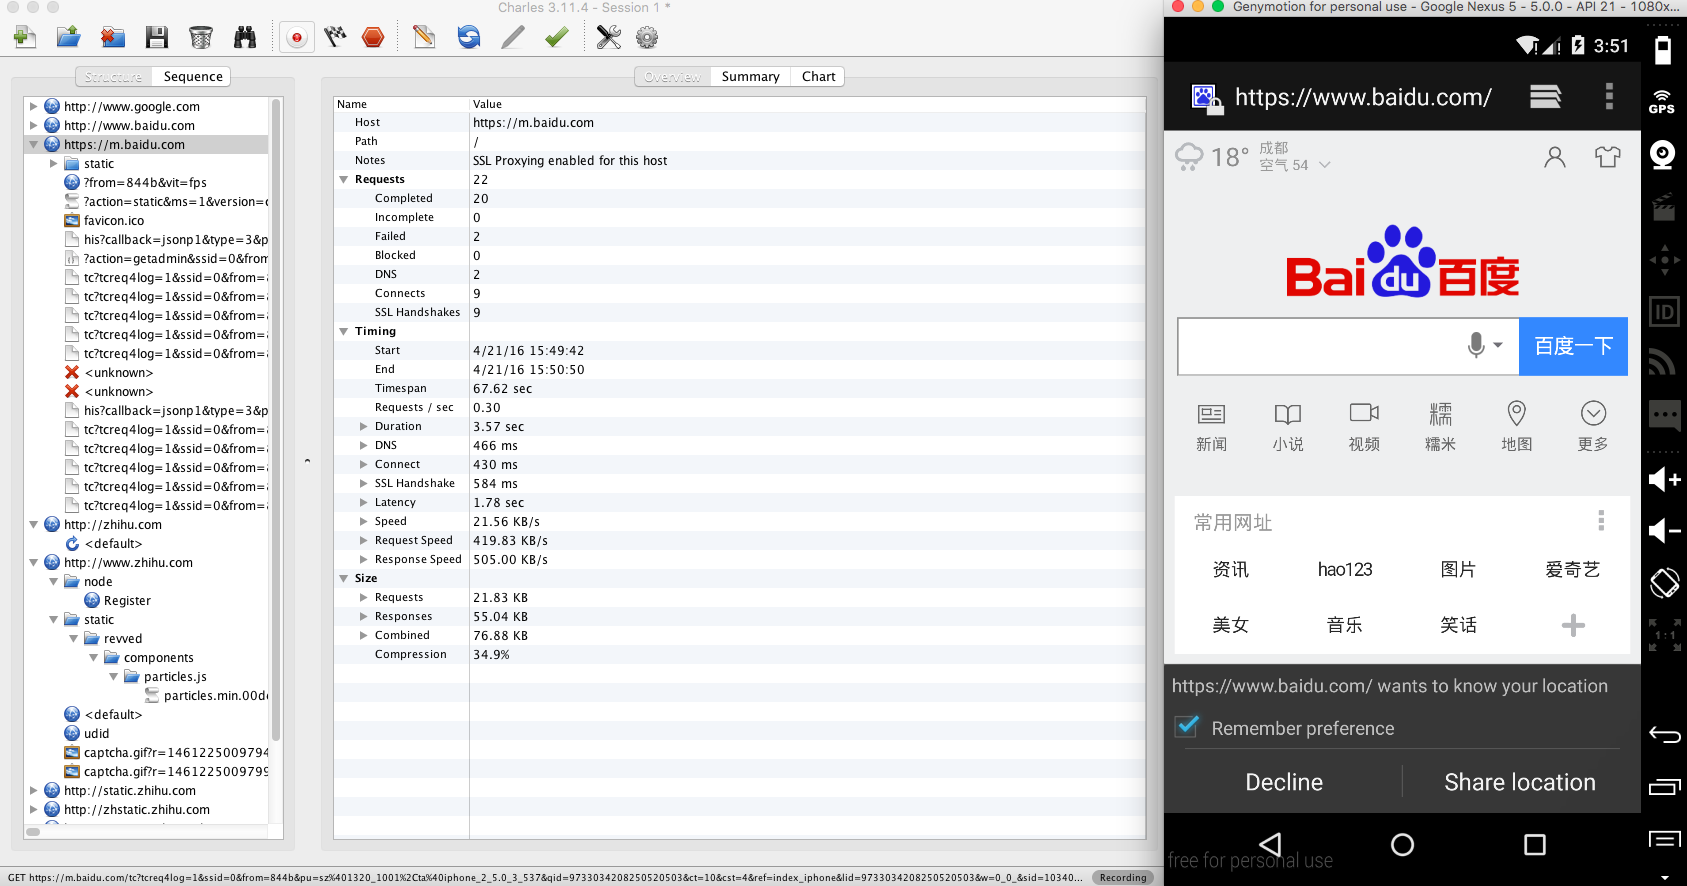 Charles 3.11.4 - Session 1 *
Structure
Sequence
http://www.google.com
http://www.baidu.com
https://m.baidu.com
static
?from=844b&vit=fps
?action=static&ms=1&version=
favicon.ico
his?callback=jsonp1&type=3&p
?action=getadmin&ssid=0&from
tc?tcreq4log=1&ssid=0&from=
tc?tcreq4log=1&ssid=0&from=
tc?tcreq4log=1&ssid=0&from=
tc?tcreq4log=1&ssid=0&from=
tc?tcreq4log=1&ssid=0&from=
<unknown>
<unknown>
his?callback=jsonp1&type=3&p
tc?tcreq4log=1&ssid=0&from=
tc?tcreq4log=1&ssid=0&from=
tc?tcreq4log=1&ssid=0&from=
tc?tcreq4log=1&ssid=0&from=
tc?tcreq4log=1&ssid=0&from=
http://zhihu.com
<default>
http://www.zhihu.com
node
Register
static
revved
components
particles.js
particles.min.00d
<default>
udid
captcha.gif?r=1461225009794
captcha.gif?r=1461225009799
http://static.zhihu.com
http://zhstatic.zhihu.com
Overview
Summary
Chart
Name Value
Host https://m.baidu.com
Path /
Notes SSL Proxying enabled for this host
Requests 22
Completed 20
Incomplete 0
Failed 2
Blocked 0
DNS 2
Connects 9
SSL Handshakes 9
Timing
Start 4/21/16 15:49:42
End 4/21/16 15:50:50
Timespan 67.62 sec
Requests / sec 0.30
Duration 3.57 sec
DNS 466 ms
Connect 430 ms
SSL Handshake 584 ms
Latency 1.78 sec
Speed 21.56 KB/s
Request Speed 419.83 KB/s
Response Speed 505.00 KB/s
Size
Requests 21.83 KB
Responses 55.04 KB
Combined 76.88 KB
Compression 34.9%
GET https://m.baidu.com/tc?tcreq4log=1&ssid=0&from=844b&pu=sz%401320_1001%2Cta%40iphone_2_5.0_3_537&qid=9733034208250520503&ct=10&cst=4&ref=index_iphone&lid=9733034208250520503&w=0_0_&sid=10340...
Recording
Genymotion for personal use - Google Nexus 5 - 5.0.0 - API 21 - 1080x...
3:51
https://www.baidu.com/
18° 成都
空气 54
Bai du 百度
百度一下
新闻 小说 视频 糯 糯米 地图 更多
常用网址
资讯 hao123 图片 爱奇艺
美女 音乐 笑话
https://www.baidu.com/ wants to know your location
Remember preference
Decline Share location
free for personal use
GPS
ID
1:1